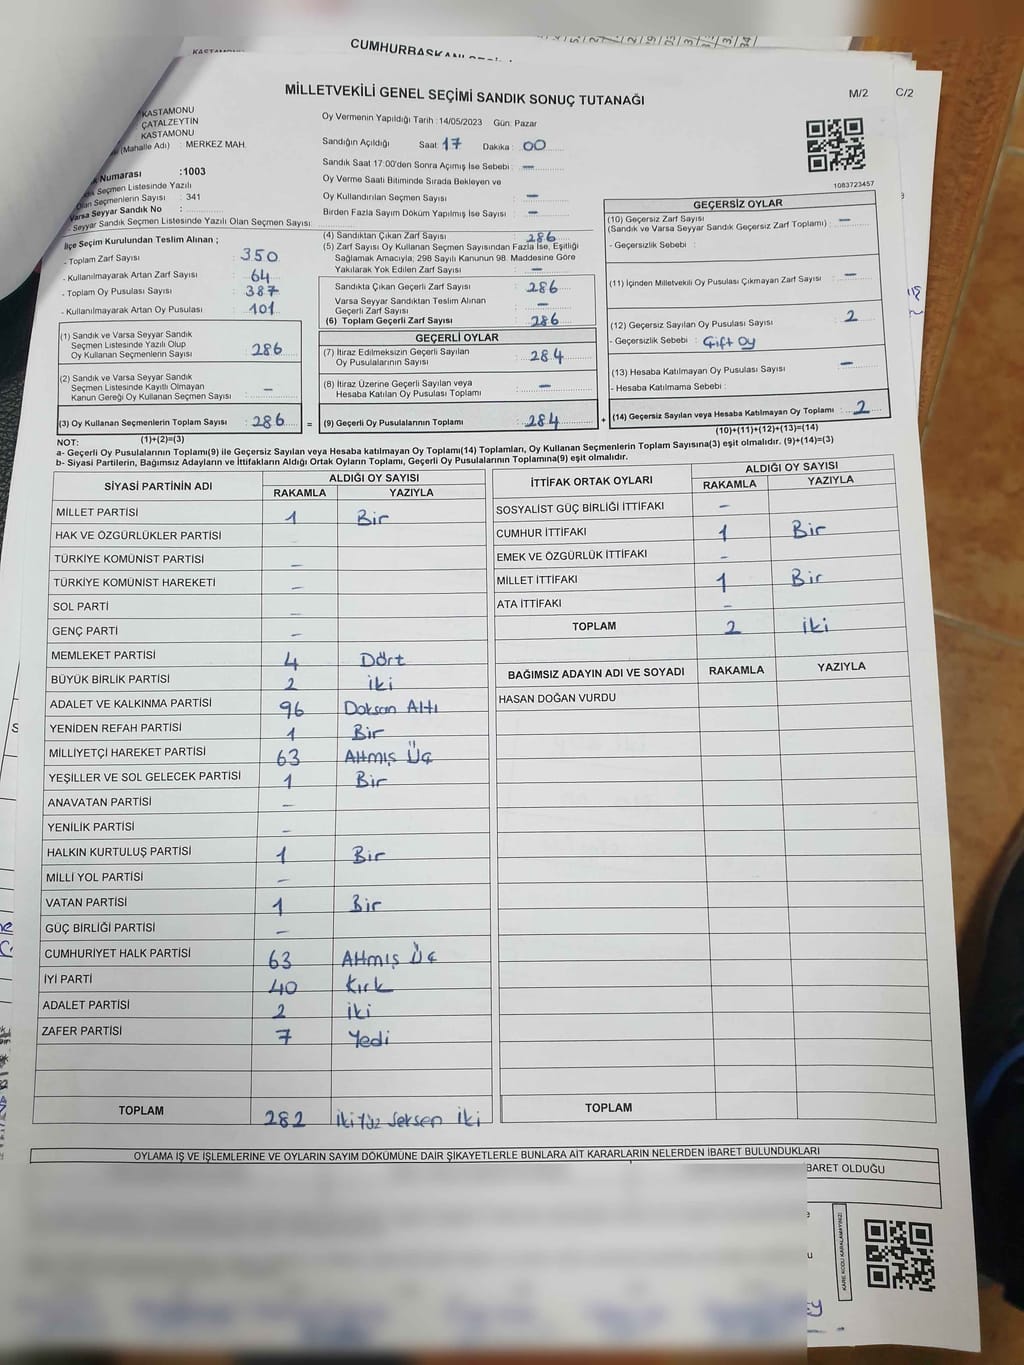 CUMHURBAŞKANI
KASTAMONU
MİLLETVEKİLİ GENEL SEÇİMİ SANDIK SONUÇ TUTANAĞI
M/2 C/2
KASTAMONU
ÇATALZEYTIN
KASTAMONU
(Mahalle Adı) : MERKEZ MAH.
Numarası :1003
Seçmen Listesinde Yazılı
Olan Seçmenlerin Sayısı : 341
Varsa Seyyar Sandık No :
Seyyar Sandık Seçmen Listesinde Yazılı Olan Seçmen Sayısı:
Oy Vermenin Yapıldığı Tarih :14/05/2023 Gün: Pazar
Sandığın Açıldığı Saat: 17 Dakika : 00
Sandık Saat 17:00'den Sonra Açımış İse Sebebi : –
Oy Verme Saati Bitiminde Sırada Bekleyen ve
Oy Kullandırılan Seçmen Sayısı –
Birden Fazla Sayım Döküm Yapılmış İse Sayısı : –
1083723457
İlçe Seçim Kurulundan Teslim Alınan ;
- Toplam Zarf Sayısı : 350
- Kullanılmayarak Artan Zarf Sayısı : 64
- Toplam Oy Pusulası Sayısı : 387
- Kullanılmayarak Artan Oy Pusulası : 101
(4) Sandıktan Çıkan Zarf Sayısı : 286
(5) Zarf Sayısı Oy Kullanan Seçmen Sayısından Fazla İse, Eşitliği
Sağlamak Amacıyla; 298 Sayılı Kanunun 98. Maddesine Göre
Yakılarak Yok Edilen Zarf Sayısı : –
Sandıkta Çıkan Geçerli Zarf Sayısı : 286
Varsa Seyyar Sandıktan Teslim Alınan
Geçerli Zarf Sayısı : –
(6) Toplam Geçerli Zarf Sayısı : 286
GEÇERSİZ OYLAR
(10) Geçersiz Zarf Sayısı
(Sandık ve Varsa Seyyar Sandık Geçersiz Zarf Toplamı) : –
- Geçersizlik Sebebi :
(11) İçinden Milletvekili Oy Pusulası Çıkmayan Zarf Sayısı : –
(12) Geçersiz Sayılan Oy Pusulası Sayısı : 2
- Geçersizlik Sebebi : Çift Oy
(13) Hesaba Katılmayan Oy Pusulası Sayısı : –
- Hesaba Katılmama Sebebi :
(14) Geçersiz Sayılan veya Hesaba Katılmayan Oy Toplamı : 2
(10)+(11)+(12)+(13)=(14)
(1) Sandık ve Varsa Seyyar Sandık
Seçmen Listesinde Yazılı Olup
Oy Kullanan Seçmenlerin Sayısı : 286
(2) Sandık ve Varsa Seyyar Sandık
Seçmen Listesinde Kayıtlı Olmayan
Kanun Gereği Oy Kullanan Seçmen Sayısı : –
(3) Oy Kullanan Seçmenlerin Toplam Sayısı : 286 =
(1)+(2)=(3)
GEÇERLİ OYLAR
(7) İtiraz Edilmeksizin Geçerli Sayılan
Oy Pusulalarının Sayısı : 284
(8) İtiraz Üzerine Geçerli Sayılan veya
Hesaba Katılan Oy Pusulası Toplamı : –
(9) Geçerli Oy Pusulalarının Toplamı : 284 +
NOT:
a- Geçerli Oy Pusulalarının Toplamı(9) ile Geçersiz Sayılan veya Hesaba katılmayan Oy Toplamı(14) Toplamları, Oy Kullanan Seçmenlerin Toplam Sayısına(3) eşit olmalıdır. (9)+(14)=(3)
b- Siyasi Partilerin, Bağımsız Adayların ve İttifakların Aldığı Ortak Oyların Toplamı, Geçerli Oy Pusulalarının Toplamına(9) eşit olmalıdır.
SİYASİ PARTİNİN ADI ALDIĞI OY SAYISI
RAKAMLA YAZIYLA
MİLLET PARTİSİ 1 Bir
HAK VE ÖZGÜRLÜKLER PARTİSİ –
TÜRKİYE KOMÜNİST PARTİSİ –
TÜRKİYE KOMÜNİST HAREKETİ –
SOL PARTİ –
GENÇ PARTİ –
MEMLEKET PARTİSİ 4 Dört
BÜYÜK BİRLİK PARTİSİ 2 iki
ADALET VE KALKINMA PARTİSİ 96 Doksan Altı
YENİDEN REFAH PARTİSİ 1 Bir
MİLLİYETÇİ HAREKET PARTİSİ 63 Altmış Üç
YEŞİLLER VE SOL GELECEK PARTİSİ 1 Bir
ANAVATAN PARTİSİ –
YENİLİK PARTİSİ –
HALKIN KURTULUŞ PARTİSİ 1 Bir
MİLLİ YOL PARTİSİ –
VATAN PARTİSİ 1 Bir
GÜÇ BİRLİĞİ PARTİSİ –
CUMHURİYET HALK PARTİSİ 63 Altmış Üç
İYİ PARTİ 40 Kırk
ADALET PARTİSİ 2 iki
ZAFER PARTİSİ 7 Yedi
TOPLAM 282 İki Yüz Seksen İki
İTTİFAK ORTAK OYLARI ALDIĞI OY SAYISI
RAKAMLA YAZIYLA
SOSYALİST GÜÇ BİRLİĞİ İTTİFAKI –
CUMHUR İTTİFAKI 1 Bir
EMEK VE ÖZGÜRLÜK İTTİFAKI –
MİLLET İTTİFAKI 1 Bir
ATA İTTİFAKI –
TOPLAM 2 iki
BAĞIMSIZ ADAYIN ADI VE SOYADI RAKAMLA YAZIYLA
HASAN DOĞAN VURDU
TOPLAM
OYLAMA İŞ VE İŞLEMLERİNE VE OYLARIN SAYIM DÖKÜMÜNE DAİR ŞİKAYETLERLE BUNLARA AİT KARARLARIN NELERDEN İBARET BULUNDUKLARI
İBARET OLDUĞU